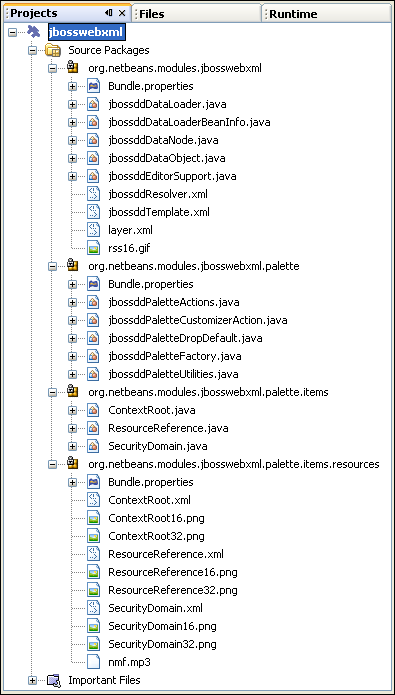 Projects Files Runtime
jbosswebxml
Source Packages
org.netbeans.modules.jbosswebxml
Bundle.properties
jbossddDataLoader.java
jbossddDataLoaderBeanInfo.java
jbossddDataNode.java
jbossddDataObject.java
jbossddEditorSupport.java
jbossddResolver.xml
jbossddTemplate.xml
layer.xml
rss16.gif
org.netbeans.modules.jbosswebxml.palette
Bundle.properties
jbossddPaletteActions.java
jbossddPaletteCustomizerAction.java
jbossddPaletteDropDefault.java
jbossddPaletteFactory.java
jbossddPaletteUtilities.java
org.netbeans.modules.jbosswebxml.palette.items
ContextRoot.java
ResourceReference.java
SecurityDomain.java
org.netbeans.modules.jbosswebxml.palette.items.resources
Bundle.properties
ContextRoot.xml
ContextRoot16.png
ContextRoot32.png
ResourceReference.xml
ResourceReference16.png
ResourceReference32.png
SecurityDomain.xml
SecurityDomain16.png
SecurityDomain32.png
nmf.mp3
Important Files